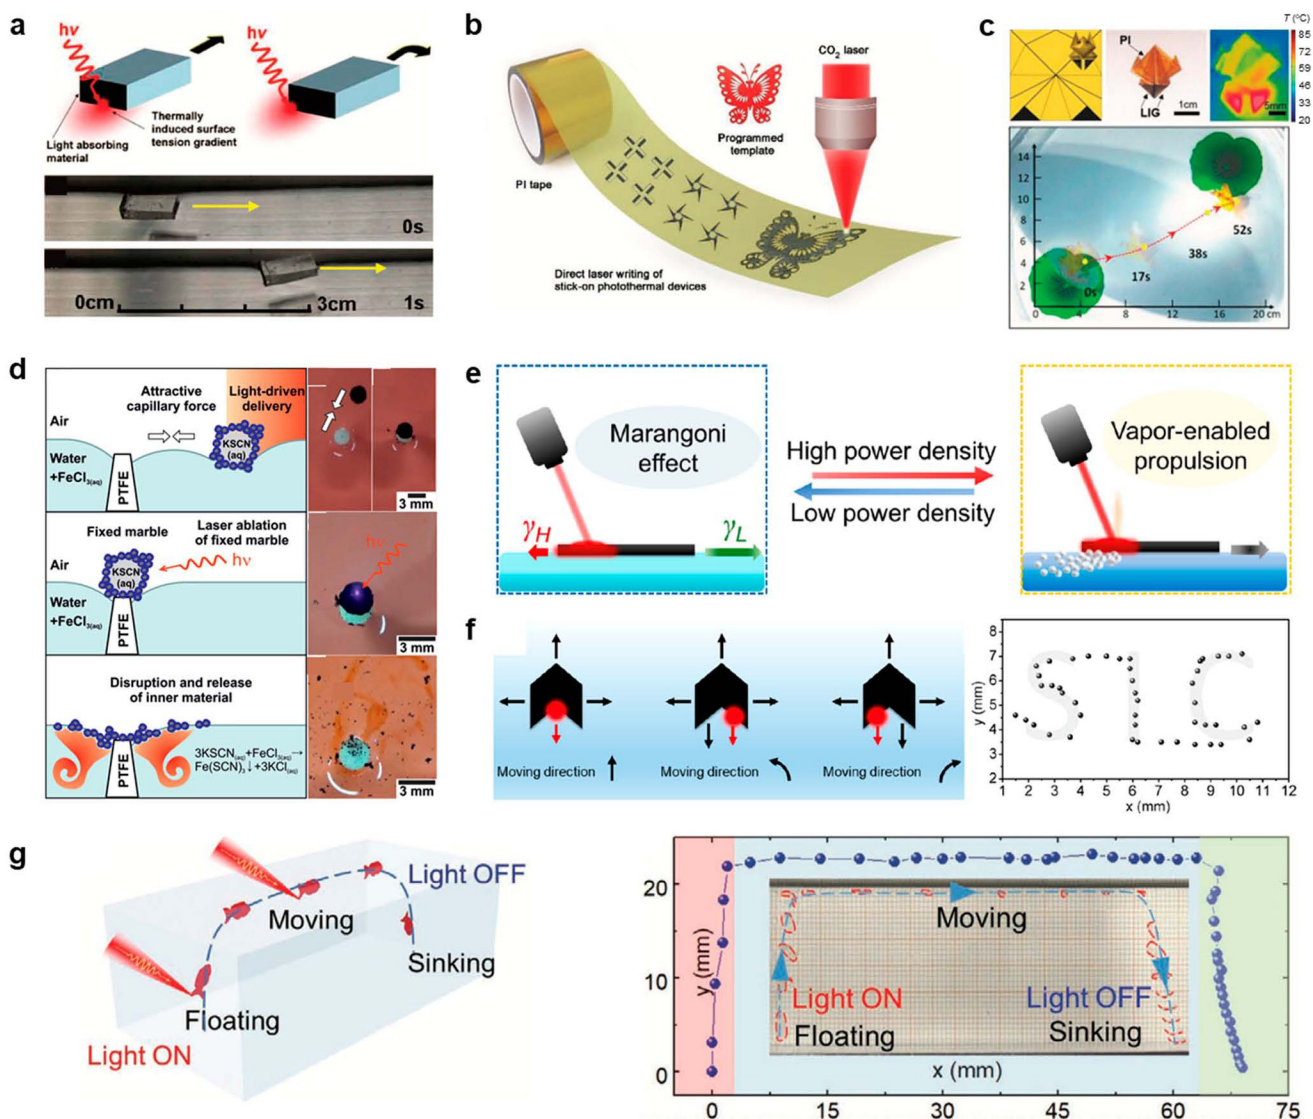 a
hν
hν
Light absorbing
material
Thermally
induced surface
tension gradient
0s
0cm
3cm
1s
b
PI tape
Programmed
template
CO₂ laser
Direct laser writing of
stick-on photothermal devices
c
PI
LIG
1cm
5mm
T (°C)
85
72
59
46
33
20
14
12
10
8
6
4
2
0s
17s
38s
52s
0
4
8
12
16
20 cm
d
Attractive
capillary force
Light-driven
delivery
Air
KSCN
(aq)
Water
+FeCl₃₍aq₎
PTFE
3 mm
Fixed marble
Laser ablation
of fixed marble
Air
KSCN
(aq)
hν
Water
+FeCl₃₍aq₎
PTFE
hν
3 mm
Disruption and release
of inner material
3KSCN₍aq₎+FeCl₃₍aq₎→
Fe(SCN)₃↓+3KCl₍aq₎
PTFE
3 mm
e
Marangoni
effect
γH
γL
High power density
Low power density
Vapor-enabled
propulsion
f
Moving direction
Moving direction
Moving direction
SLC
y (mm)
8
7
6
5
4
3
2
1 2 3 4 5 6 7 8 9 10 11 12
x (mm)
g
Light OFF
Moving
Sinking
Floating
Light ON
y (mm)
20
10
0
Moving
Light ON
Floating
Light OFF
Sinking
x (mm)
0 15 30 45 60 75